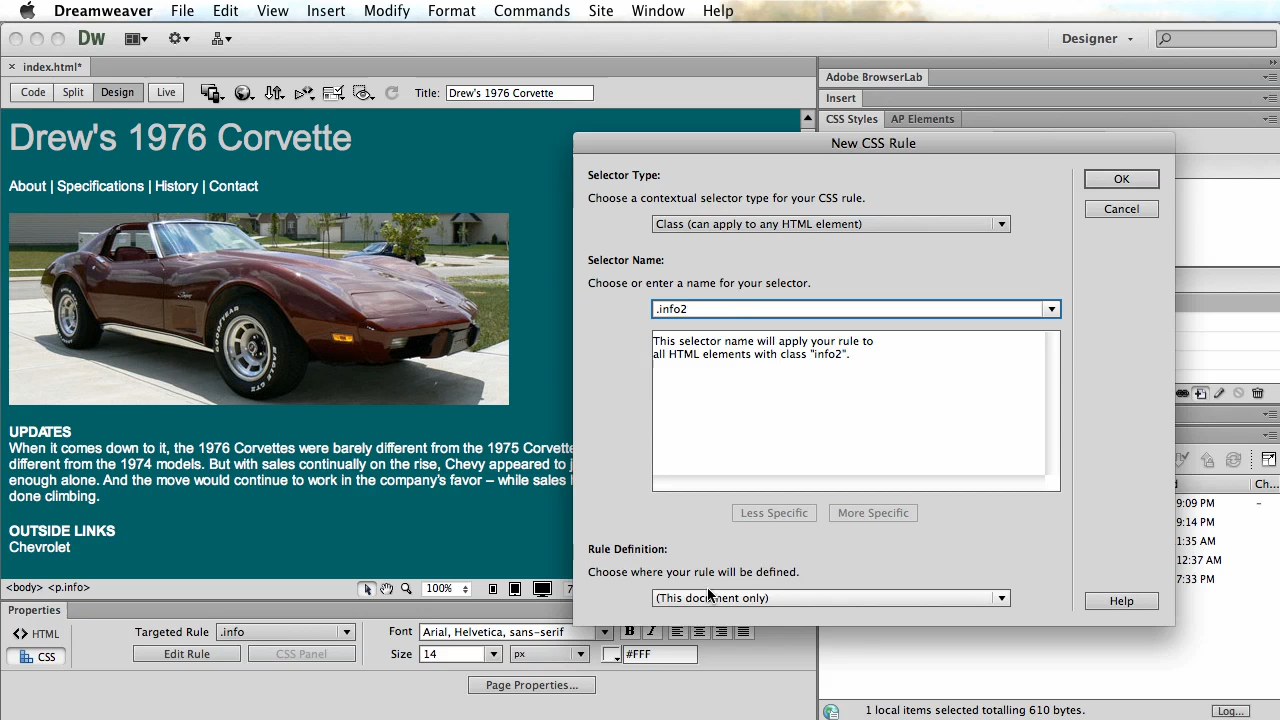 Dreamweaver File Edit View Insert Modify Format Commands Site Window Help
Dw Designer
index.html*
Code Split Design Live Title: Drew's 1976 Corvette
Adobe BrowserLab
Insert
CSS Styles AP Elements
Drew's 1976 Corvette
About | Specifications | History | Contact
UPDATES
When it comes down to it, the 1976 Corvettes were barely different from the 1975 Corvette
different from the 1974 models. But with sales continually on the rise, Chevy appeared to
enough alone. And the move would continue to work in the company's favor – while sales
done climbing.
OUTSIDE LINKS
Chevrolet
New CSS Rule
Selector Type:
Choose a contextual selector type for your CSS rule.
Class (can apply to any HTML element)
Selector Name:
Choose or enter a name for your selector.
.info2
This selector name will apply your rule to
all HTML elements with class "info2".
Less Specific More Specific
Rule Definition:
Choose where your rule will be defined.
(This document only)
OK
Cancel
Help
Ch...
9:09 PM -
9:14 PM
1:35 AM
12:37 AM
7:33 PM
<body> <p.info> 100%
Properties
HTML Targeted Rule .info Font Arial, Helvetica, sans-serif B I
CSS Edit Rule CSS Panel Size 14 px #FFF
Page Properties...
1 local items selected totalling 610 bytes. Log...